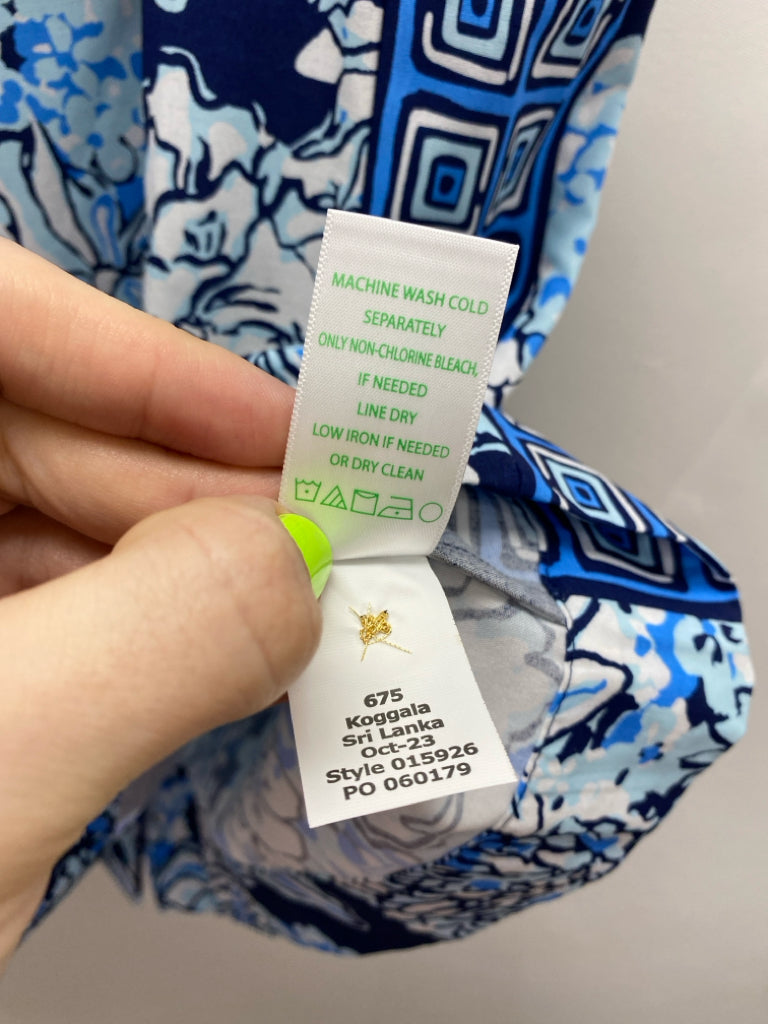 MACHINE WASH COLD
SEPARATELY
ONLY NON-CHLORINE BLEACH,
IF NEEDED
LINE DRY
LOW IRON IF NEEDED
OR DRY CLEAN
675
Koggala
Sri Lanka
Oct-23
Style 015926
PO 060179